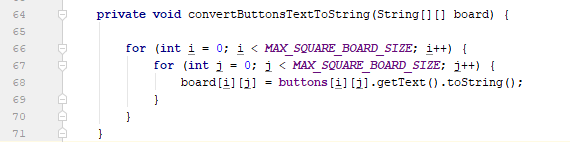 64 private void convertButtonsTextToString(String[][] board) {
65
66 for (int i = 0; i < MAX_SQUARE_BOARD_SIZE; i++) {
67 for (int j = 0; j < MAX_SQUARE_BOARD_SIZE; j++) {
68 board[i][j] = buttons[i][j].getText().toString();
69 }
70 }
71 }